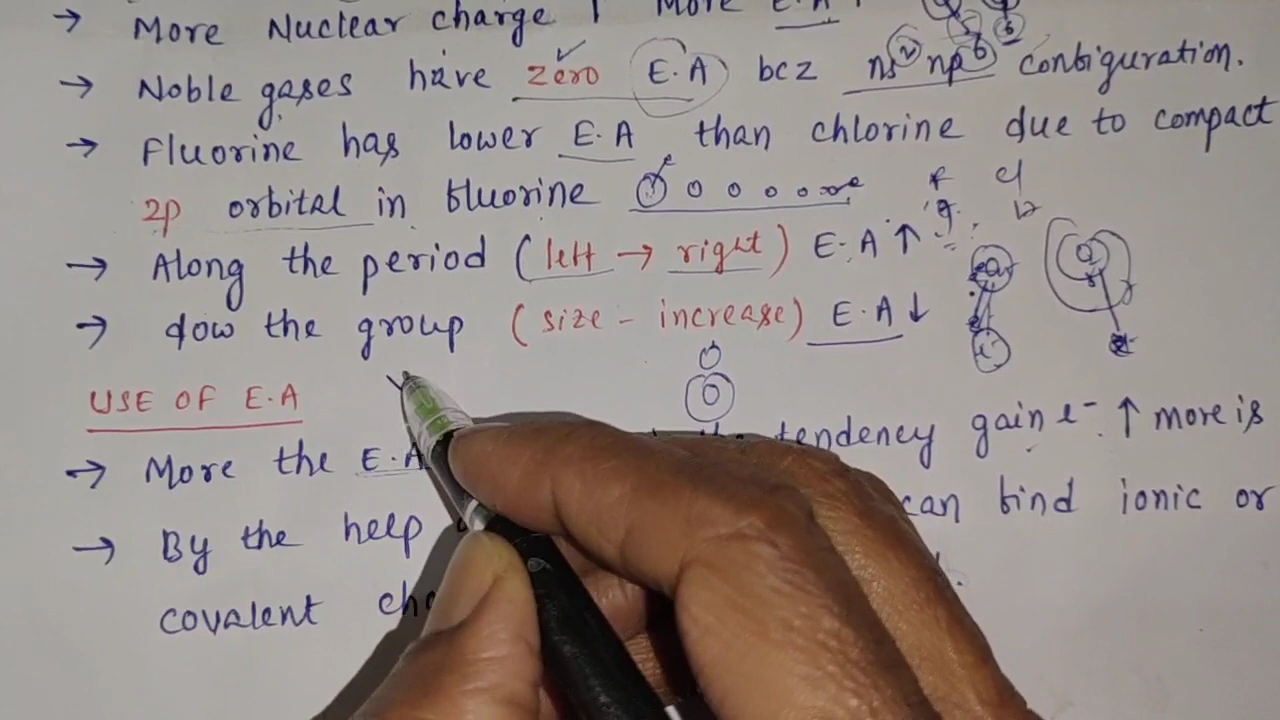 → More Nuclear charge ↑ More E.A ↑
→ Noble gases have zero E.A bcz ns² np⁶ configuration.
→ Fluorine has lower E.A than chlorine due to compact
2p orbital in fluorine
F Cl
→ Along the period (left → right) E.A ↑
→ dow the group (size - increase) E.A ↓
USE OF E.A
→ More the E.A tendency gain e⁻ ↑ more is
→ By the help can find ionic or
covalent